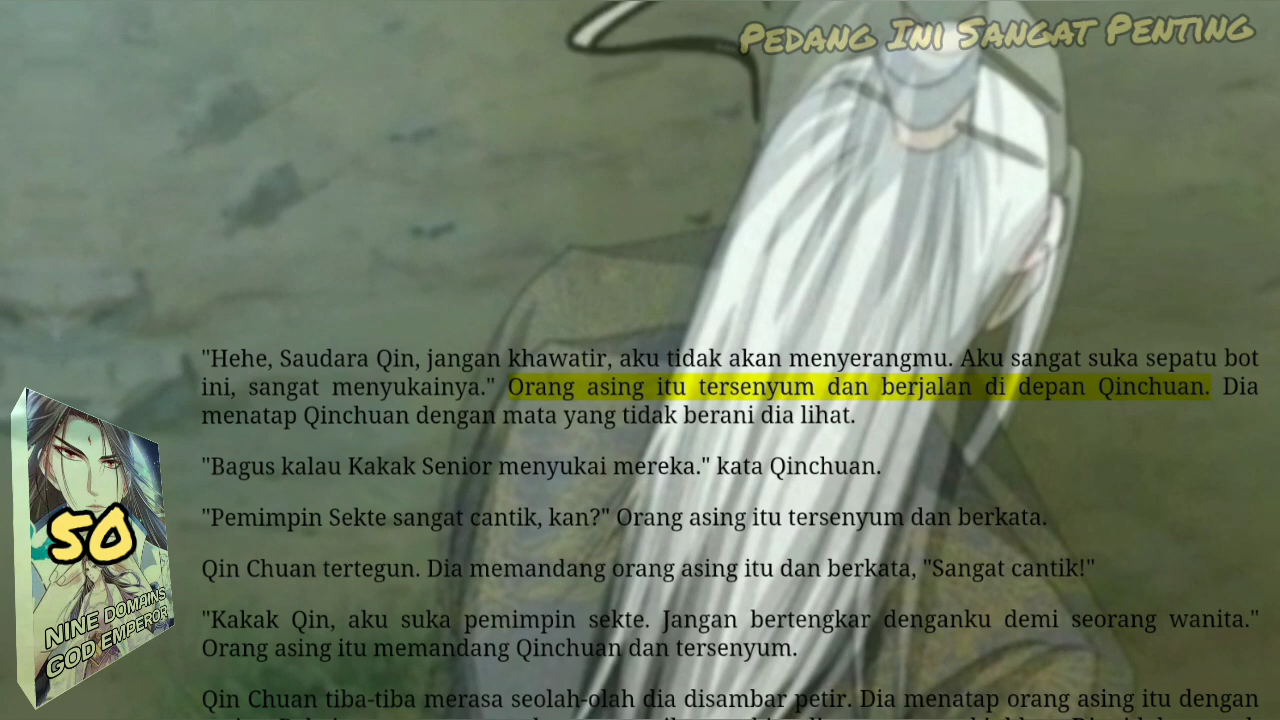 Pedang Ini Sangat Penting
"Hehe, Saudara Qin, jangan khawatir, aku tidak akan menyerangmu. Aku sangat suka sepatu bot
ini, sangat menyukainya." Orang asing itu tersenyum dan berjalan di depan Qinchuan. Dia
menatap Qinchuan dengan mata yang tidak berani dia lihat.
"Bagus kalau Kakak Senior menyukai mereka." kata Qinchuan.
"Pemimpin Sekte sangat cantik, kan?" Orang asing itu tersenyum dan berkata.
Qin Chuan tertegun. Dia memandang orang asing itu dan berkata, "Sangat cantik!"
"Kakak Qin, aku suka pemimpin sekte. Jangan bertengkar denganku demi seorang wanita."
Orang asing itu memandang Qinchuan dan tersenyum.
Qin Chuan tiba-tiba merasa seolah-olah dia disambar petir. Dia menatap orang asing itu dengan
50
NINE DOMAINS
GOD EMPEROR